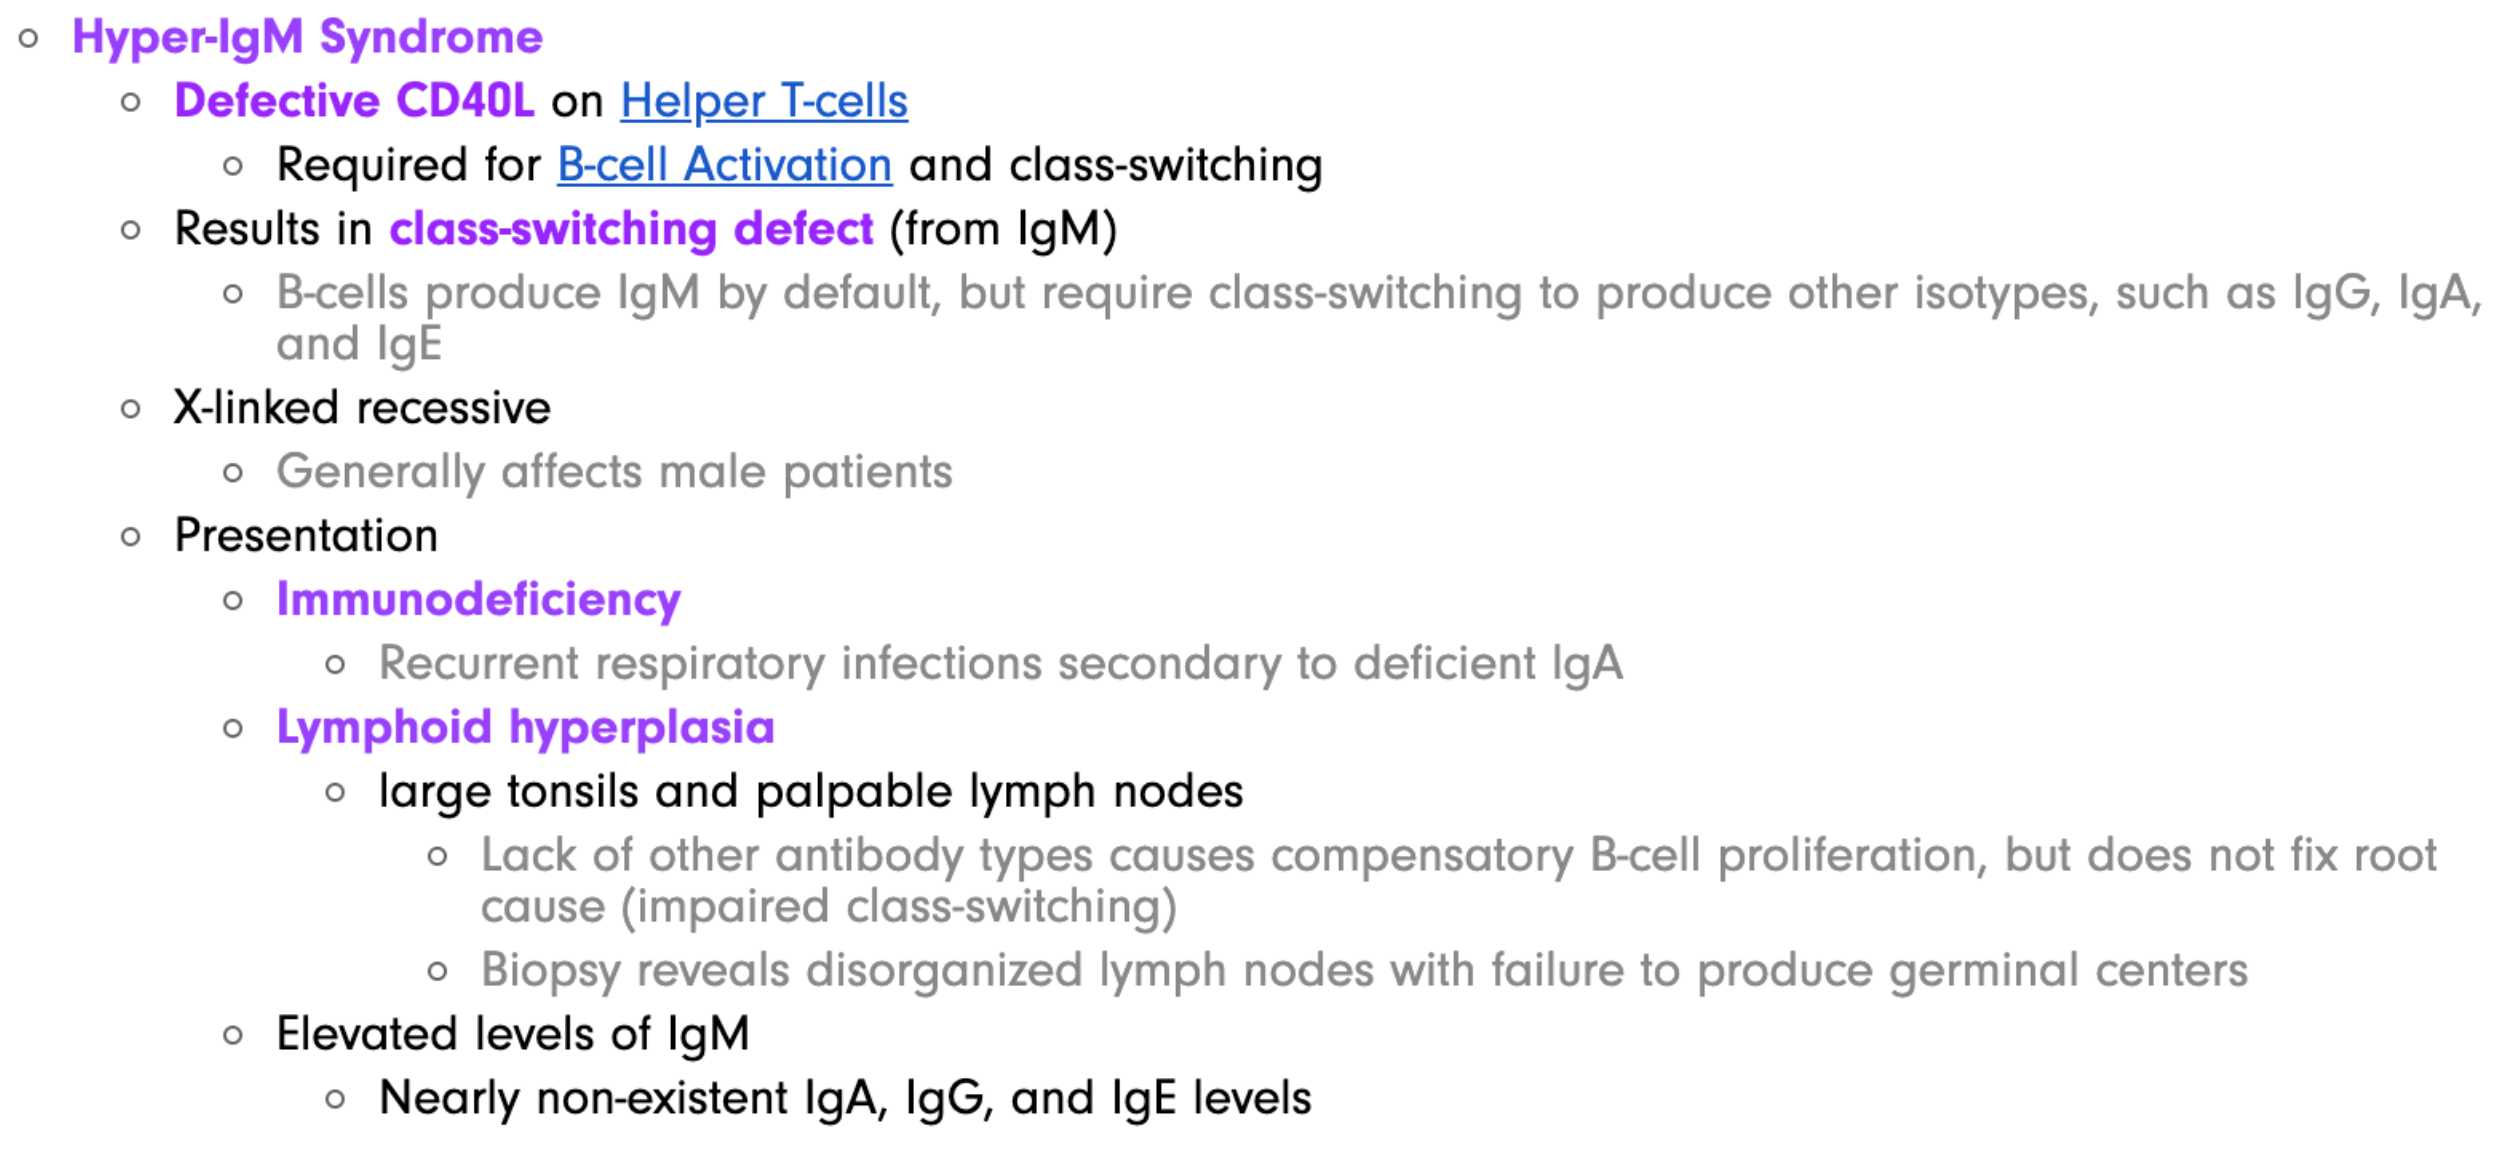 Hyper-IgM Syndrome
Defective CD40L on Helper T-cells
Required for B-cell Activation and class-switching
Results in class-switching defect (from IgM)
B-cells produce IgM by default, but require class-switching to produce other isotypes, such as IgG, IgA,
and IgE
X-linked recessive
Generally affects male patients
Presentation
Immunodeficiency
Recurrent respiratory infections secondary to deficient IgA
Lymphoid hyperplasia
large tonsils and palpable lymph nodes
Lack of other antibody types causes compensatory B-cell proliferation, but does not fix root
cause (impaired class-switching)
Biopsy reveals disorganized lymph nodes with failure to produce germinal centers
Elevated levels of IgM
Nearly non-existent IgA, IgG, and IgE levels